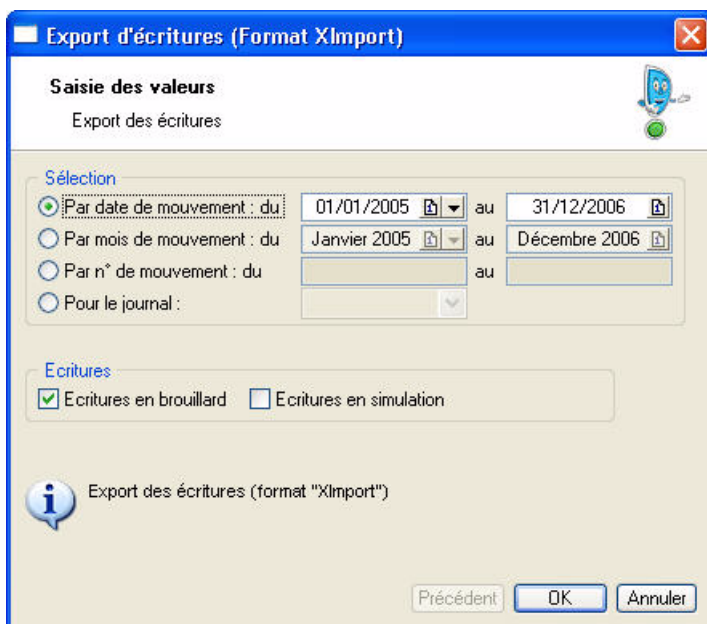 Export d'écritures (Format XImport)
Saisie des valeurs
Export des écritures
Sélection
Par date de mouvement : du 01/01/2005 au 31/12/2006
Par mois de mouvement : du Janvier 2005 au Décembre 2006
Par n° de mouvement : du au
Pour le journal :
Ecritures
Ecritures en brouillard Ecritures en simulation
Export des écritures (format "XImport")
Précédent OK Annuler